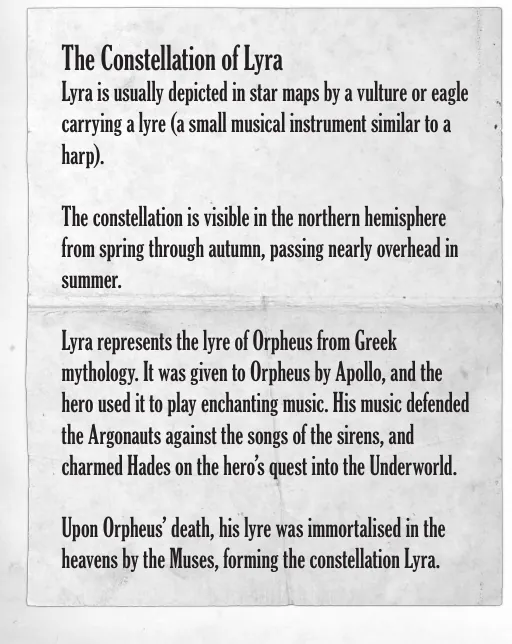 The Constellation of Lyra
Lyra is usually depicted in star maps by a vulture or eagle
carrying a lyre (a small musical instrument similar to a
harp).
The constellation is visible in the northern hemisphere
from spring through autumn, passing nearly overhead in
summer.
Lyra represents the lyre of Orpheus from Greek
mythology. It was given to Orpheus by Apollo, and the
hero used it to play enchanting music. His music defended
the Argonauts against the songs of the sirens, and
charmed Hades on the hero's quest into the Underworld.
Upon Orpheus' death, his lyre was immortalised in the
heavens by the Muses, forming the constellation Lyra.